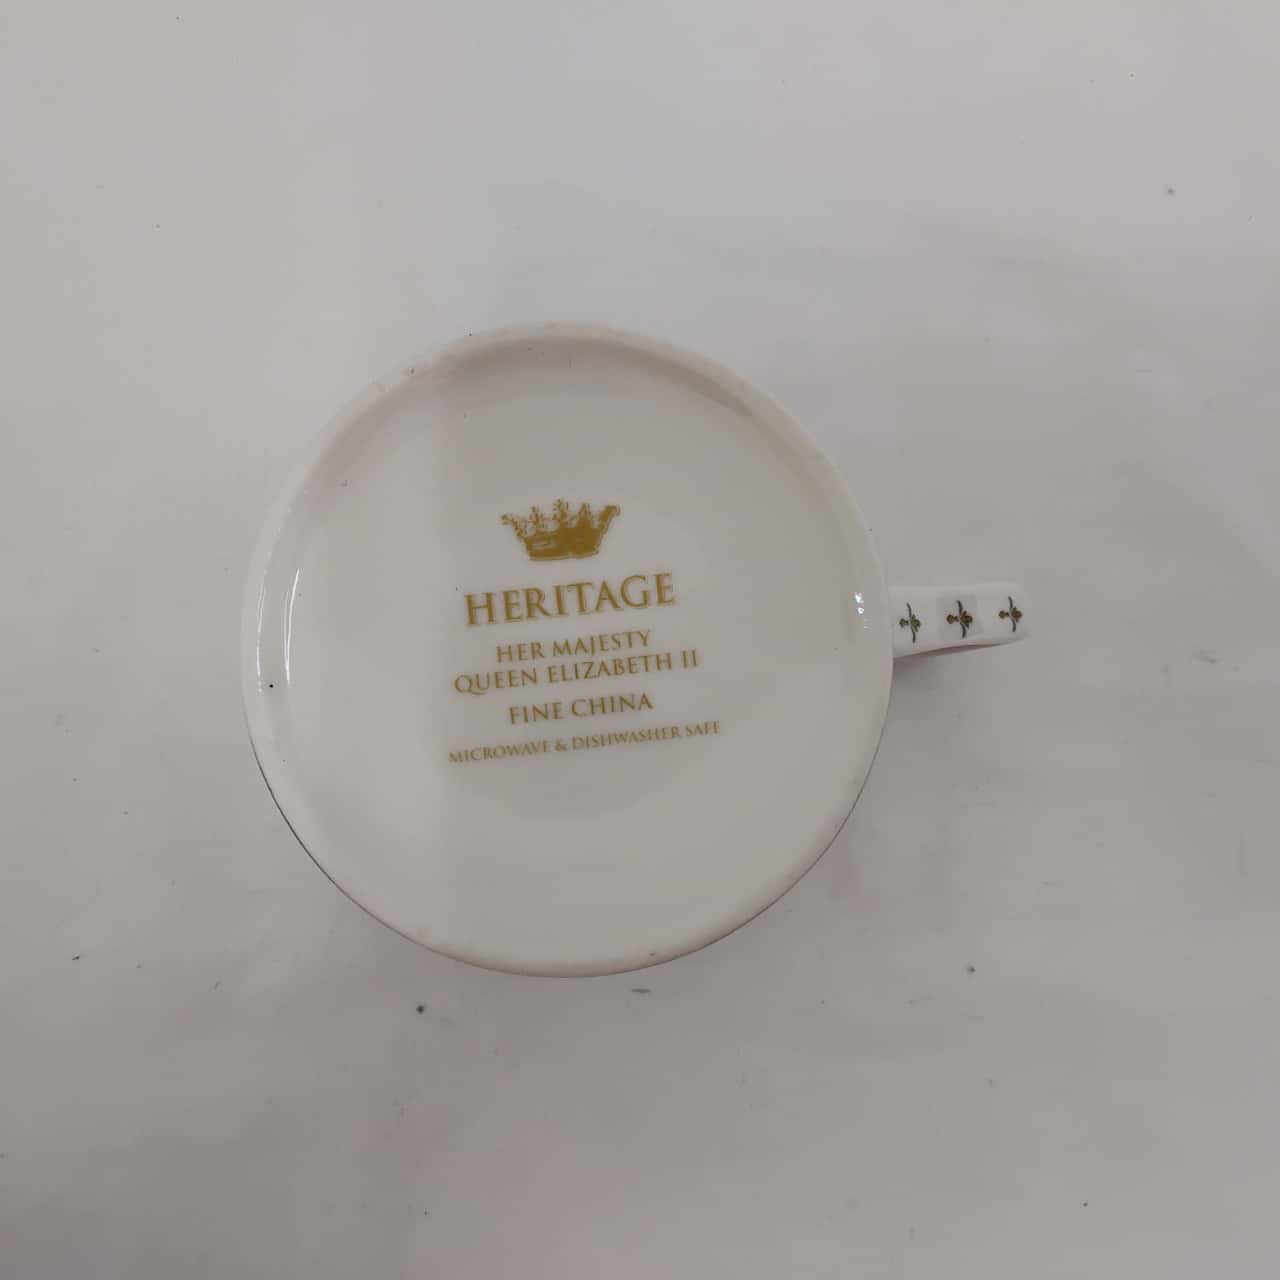 HERITAGE
HER MAJESTY
QUEEN ELIZABETH II
FINE CHINA
MICROWAVE & DISHWASHER SAFE